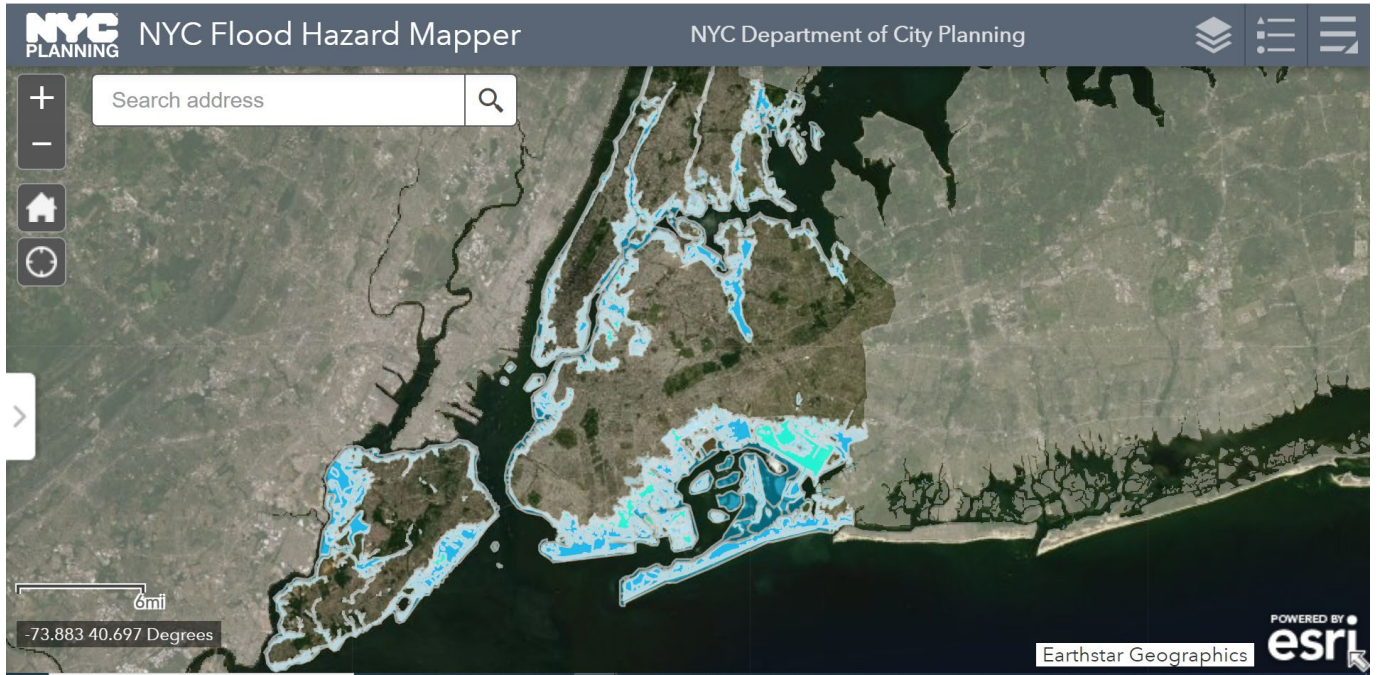 NYC
PLANNING
NYC Flood Hazard Mapper
NYC Department of City Planning
+
Search address
−
6mi
-73.883 40.697 Degrees
POWERED BY
esri
Earthstar Geographics